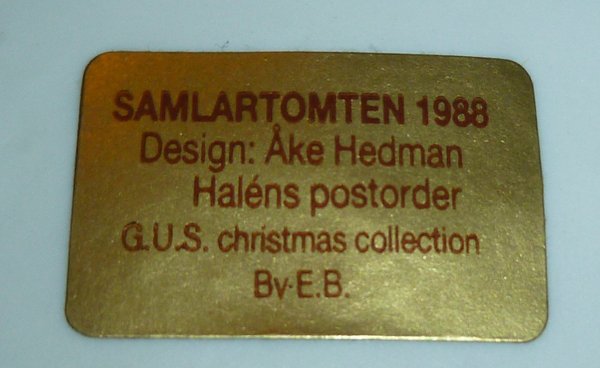 SAMLARTOMTEN 1988
Design: Åke Hedman
Haléns postorder
G.U.S. christmas collection
Bv·E.B.